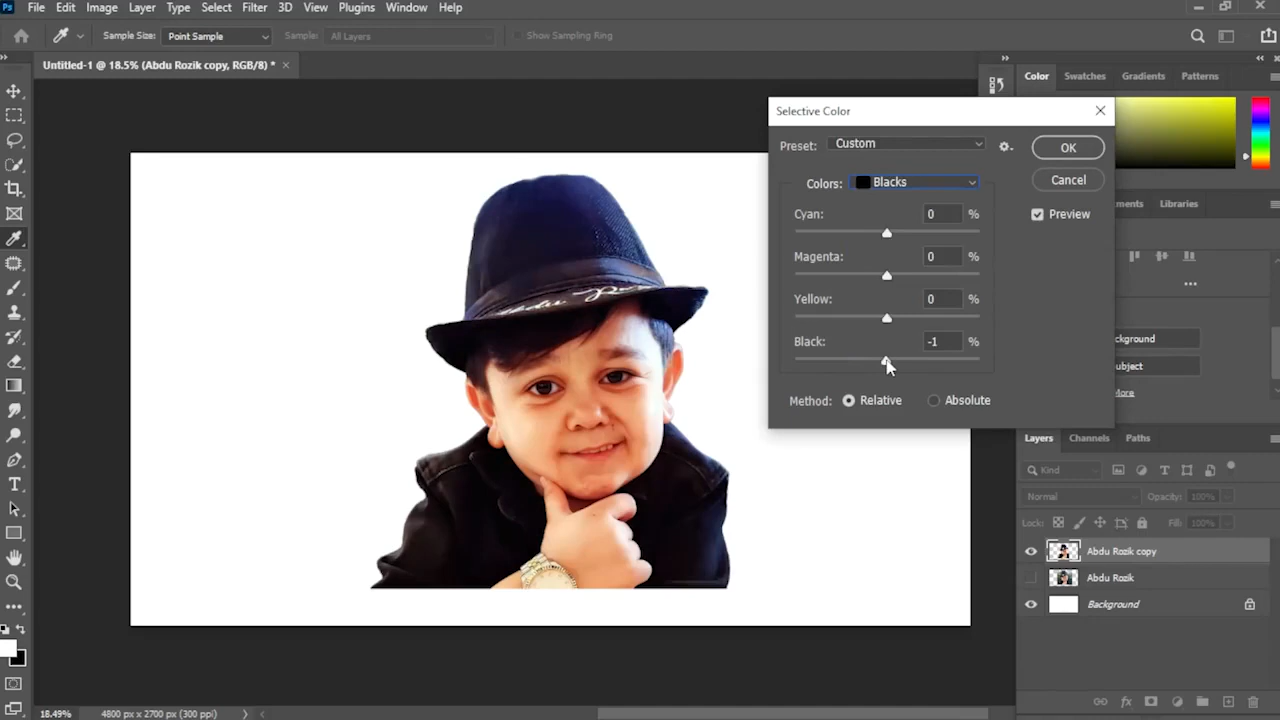 Ps File Edit Image Layer Type Select Filter 3D View Plugins Window Help
Sample Size: Point Sample Sample: All Layers Show Sampling Ring
Untitled-1 @ 18.5% (Abdu Rozik copy, RGB/8) * ×
Color Swatches Gradients Patterns
Selective Color
Preset: Custom
OK
Colors: Blacks
Cancel
Cyan: 0 %
Preview
Libraries
Magenta: 0 %
Yellow: 0 %
Black: -1 %
Method: Relative Absolute
Layers Channels Paths
Kind
Normal Opacity: 100%
Lock: Fill: 100%
Abdu Rozik copy
Abdu Rozik
Background
18.49% 4800 px x 2700 px (300 ppi)